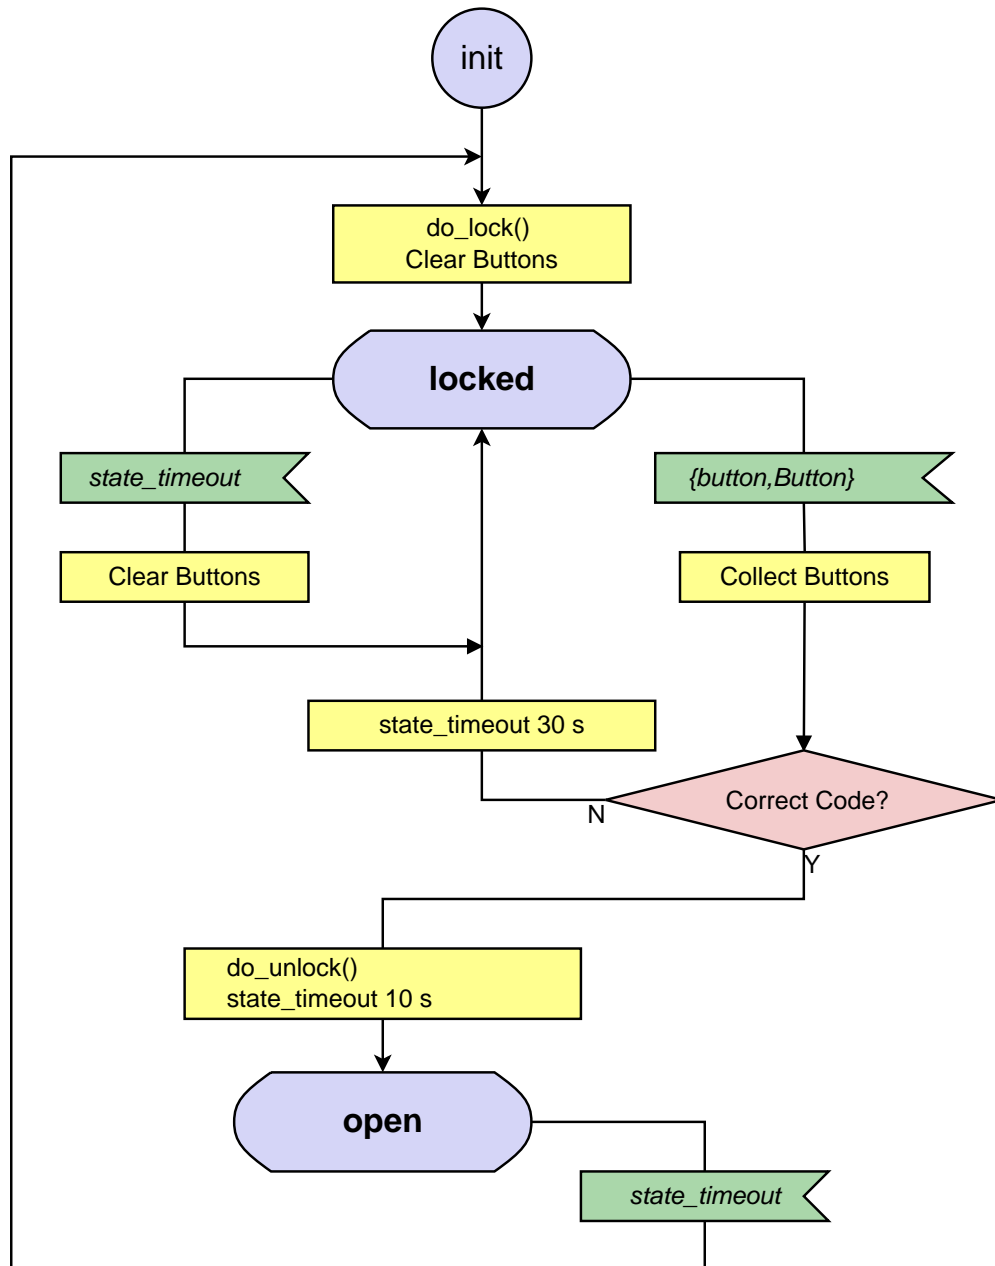 init
do_lock()
Clear Buttons
locked
state_timeout
{button,Button}
Clear Buttons
Collect Buttons
state_timeout 30 s
Correct Code?
N
Y
do_unlock()
state_timeout 10 s
open
state_timeout